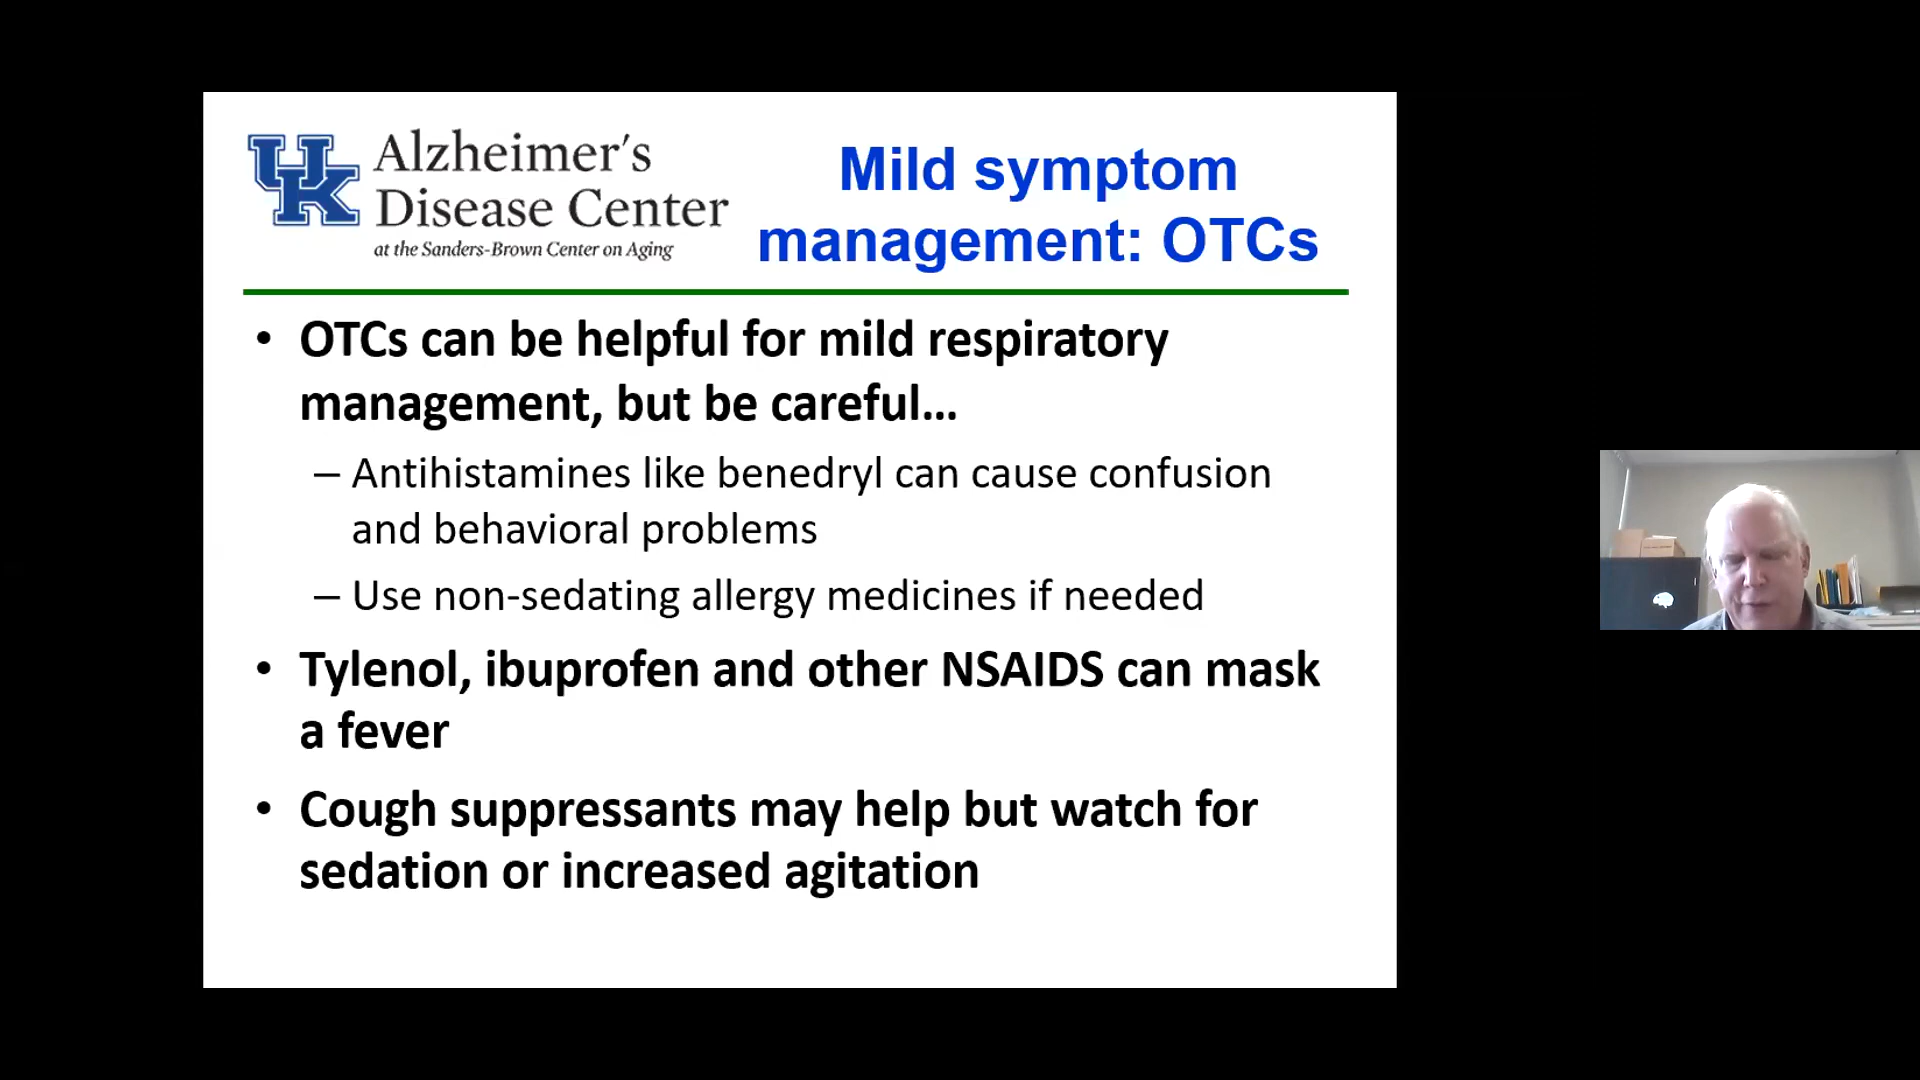 UK
Alzheimer's
Disease Center
at the Sanders-Brown Center on Aging
Mild symptom
management: OTCs
• OTCs can be helpful for mild respiratory
management, but be careful...
– Antihistamines like benedryl can cause confusion
and behavioral problems
– Use non-sedating allergy medicines if needed
• Tylenol, ibuprofen and other NSAIDS can mask
a fever
• Cough suppressants may help but watch for
sedation or increased agitation